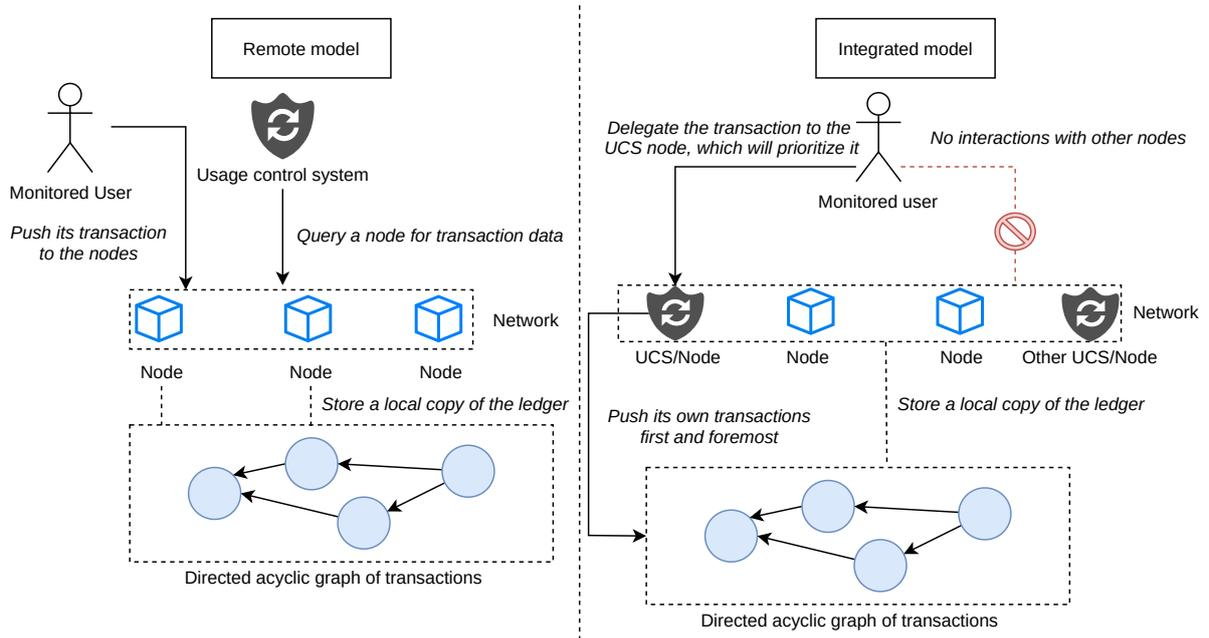 Remote model
Monitored User
Usage control system
Push its transaction
to the nodes
Query a node for transaction data
Network
Node
Node
Node
Store a local copy of the ledger
Directed acyclic graph of transactions
Integrated model
Delegate the transaction to the
UCS node, which will prioritize it
No interactions with other nodes
Monitored user
Network
UCS/Node
Node
Node
Other UCS/Node
Push its own transactions
first and foremost
Store a local copy of the ledger
Directed acyclic graph of transactions